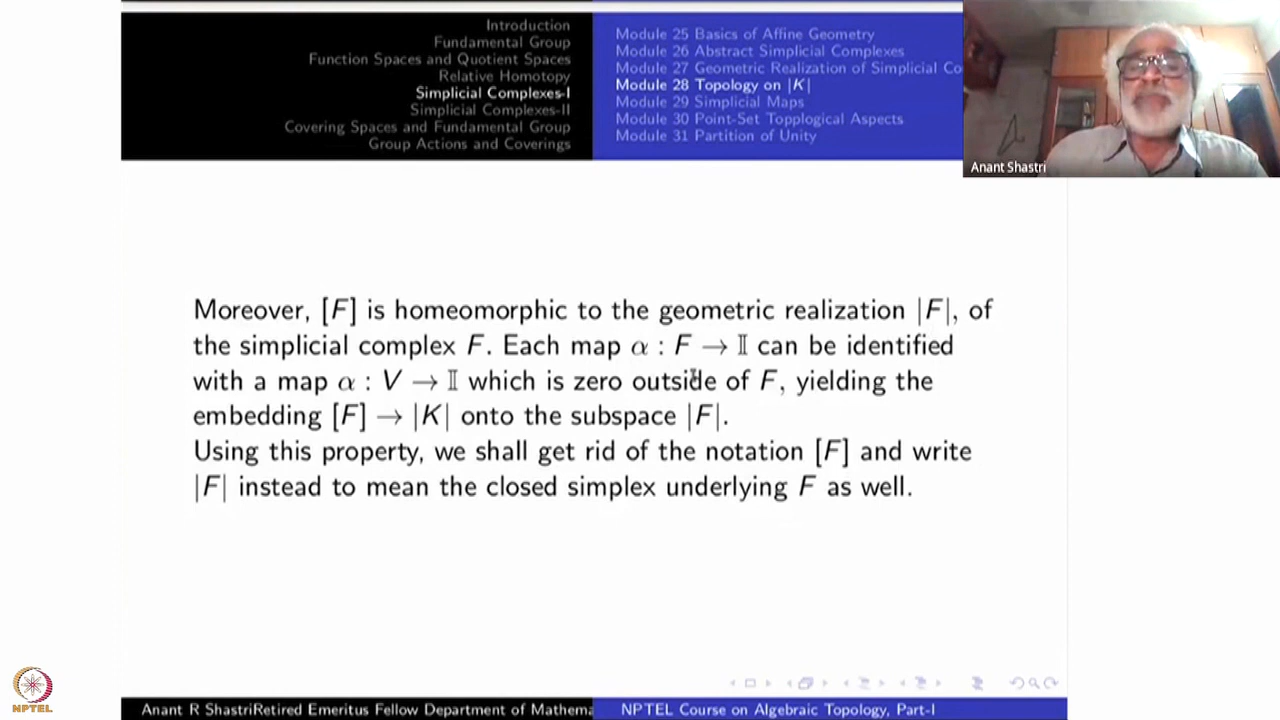 Introduction
Fundamental Group
Function Spaces and Quotient Spaces
Relative Homotopy
Simplicial Complexes-I
Simplicial Complexes-II
Covering Spaces and Fundamental Group
Group Actions and Coverings
Module 25 Basics of Affine Geometry
Module 26 Abstract Simplicial Complexes
Module 27 Geometric Realization of Simplicial Co
Module 28 Topology on |K|
Module 29 Simplicial Maps
Module 30 Point-Set Topplogical Aspects
Module 31 Partition of Unity
Anant Shastri
Moreover, [F] is homeomorphic to the geometric realization |F|, of
the simplicial complex F. Each map α : F → 𝕀 can be identified
with a map α : V → 𝕀 which is zero outside of F, yielding the
embedding [F] → |K| onto the subspace |F|.
Using this property, we shall get rid of the notation [F] and write
|F| instead to mean the closed simplex underlying F as well.
NPTEL
Anant R ShastriRetired Emeritus Fellow Department of Mathema
NPTEL Course on Algebraic Topology, Part-I